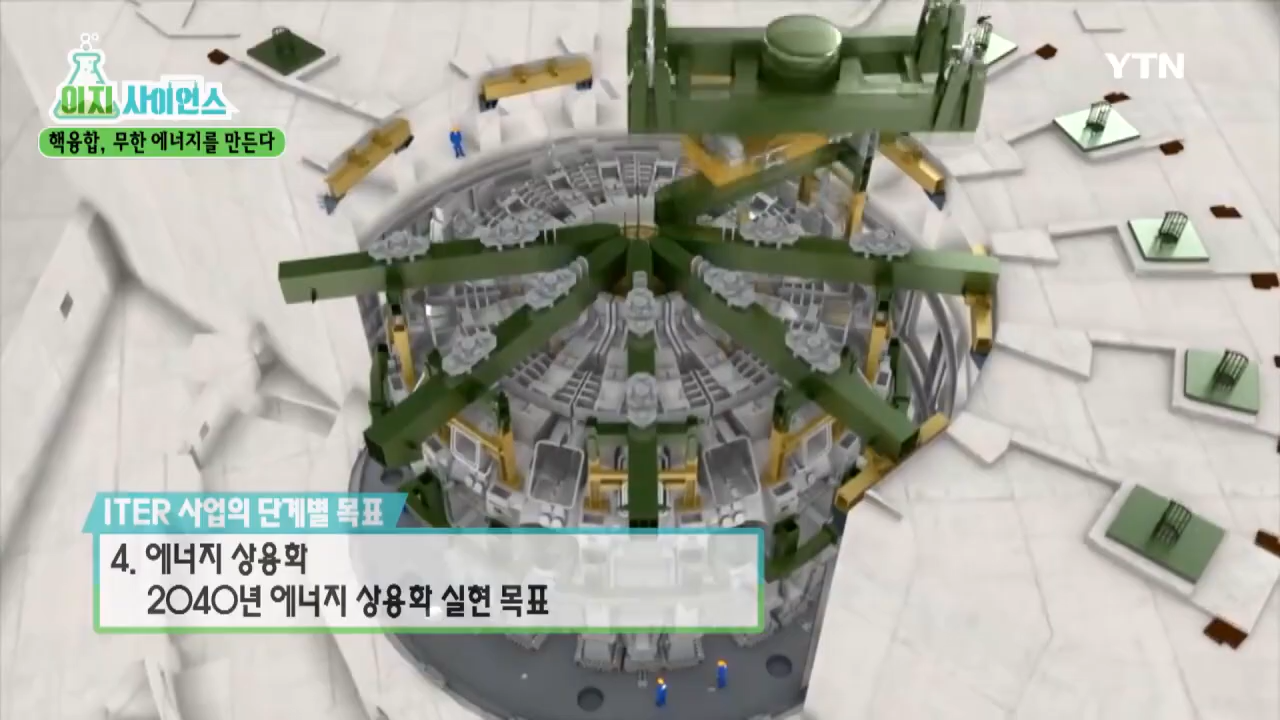 이지 사이언스
핵융합, 무한 에너지를 만든다
YTN
ITER 사업의 단계별 목표
4. 에너지 상용화
2040년 에너지 상용화 실현 목표